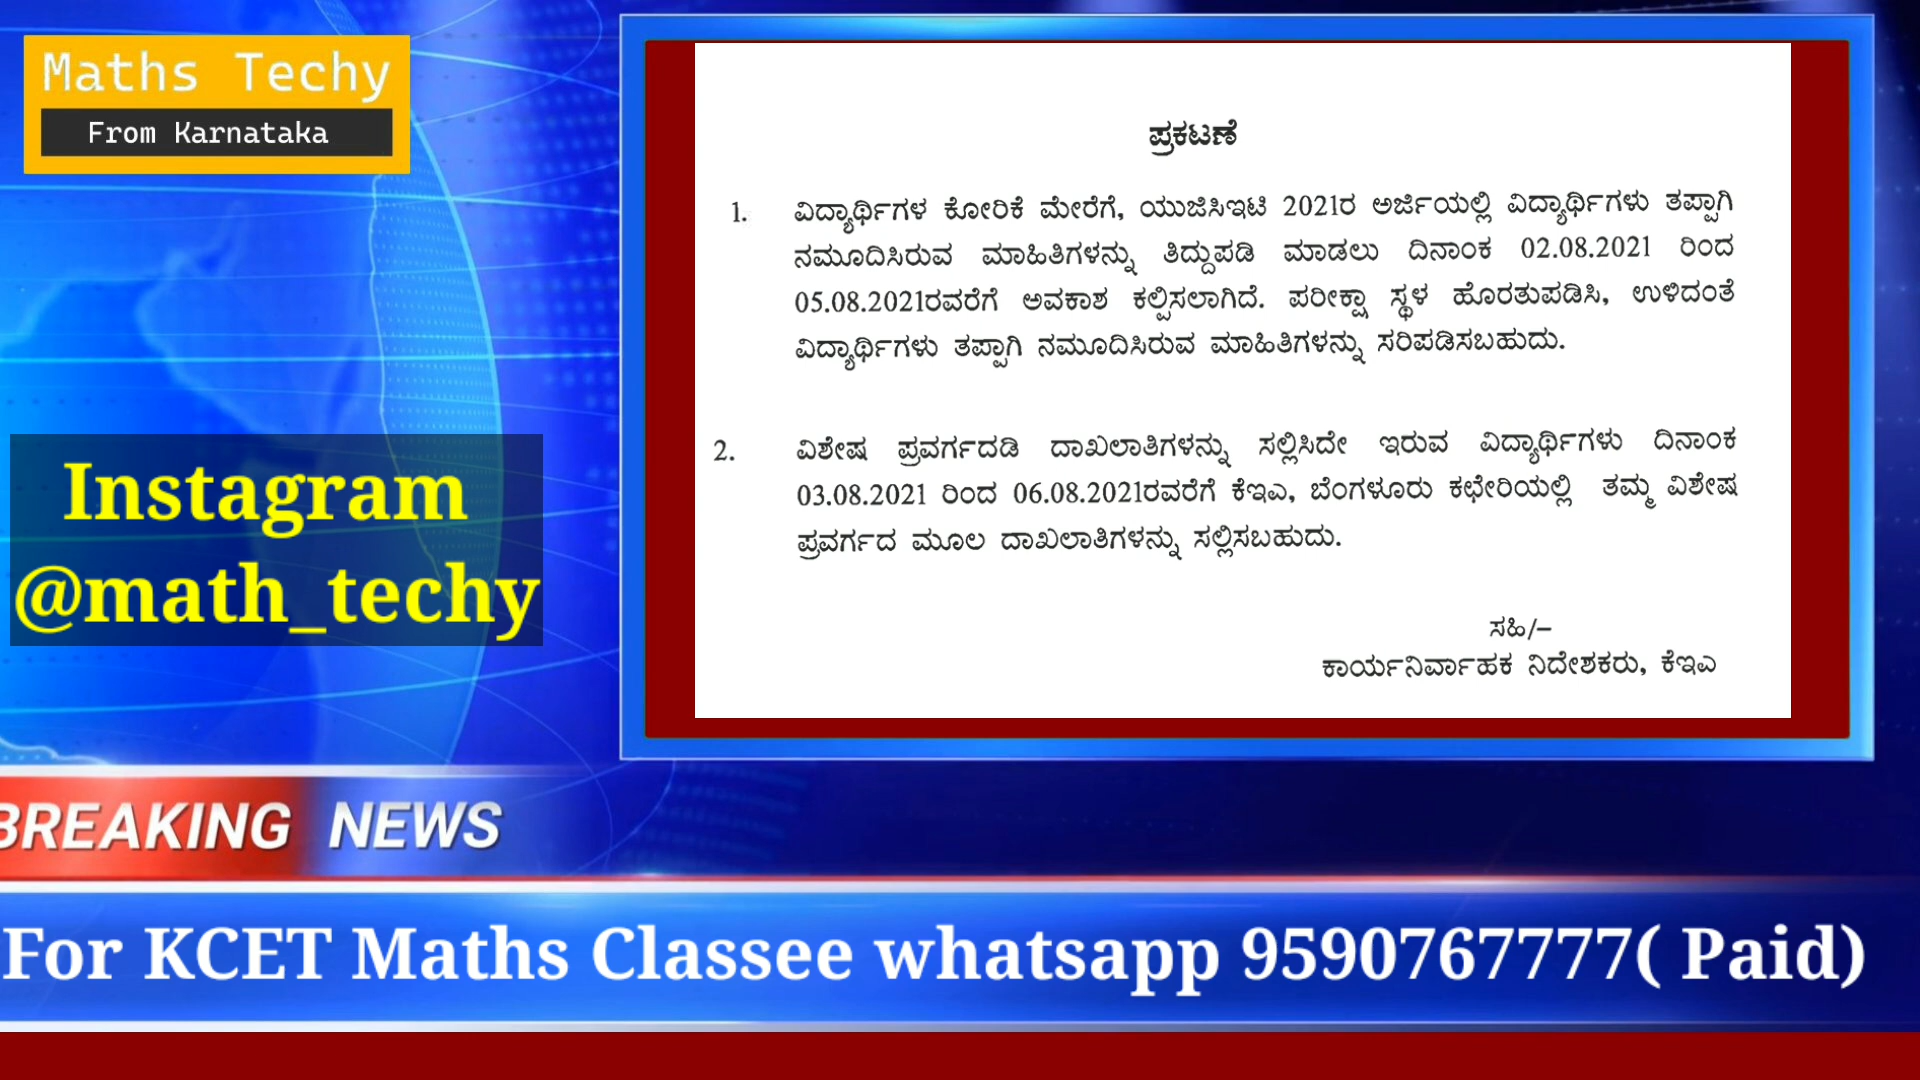 Maths Techy
From Karnataka
ಪ್ರಕಟಣೆ
1. ವಿದ್ಯಾರ್ಥಿಗಳ ಕೋರಿಕೆ ಮೇರೆಗೆ, ಯುಜಿಸಿಇಟಿ 2021ರ ಅರ್ಜಿಯಲ್ಲಿ ವಿದ್ಯಾರ್ಥಿಗಳು ತಪ್ಪಾಗಿ
ನಮೂದಿಸಿರುವ ಮಾಹಿತಿಗಳನ್ನು ತಿದ್ದುಪಡಿ ಮಾಡಲು ದಿನಾಂಕ 02.08.2021 ರಿಂದ
05.08.2021ರವರೆಗೆ ಅವಕಾಶ ಕಲ್ಪಿಸಲಾಗಿದೆ. ಪರೀಕ್ಷಾ ಸ್ಥಳ ಹೊರತುಪಡಿಸಿ, ಉಳಿದಂತೆ
ವಿದ್ಯಾರ್ಥಿಗಳು ತಪ್ಪಾಗಿ ನಮೂದಿಸಿರುವ ಮಾಹಿತಿಗಳನ್ನು ಸರಿಪಡಿಸಬಹುದು.
2. ವಿಶೇಷ ಪ್ರವರ್ಗದಡಿ ದಾಖಲಾತಿಗಳನ್ನು ಸಲ್ಲಿಸಿದೇ ಇರುವ ವಿದ್ಯಾರ್ಥಿಗಳು ದಿನಾಂಕ
03.08.2021 ರಿಂದ 06.08.2021ರವರೆಗೆ ಕೆಇಎ, ಬೆಂಗಳೂರು ಕಛೇರಿಯಲ್ಲಿ ತಮ್ಮ ವಿಶೇಷ
ಪ್ರವರ್ಗದ ಮೂಲ ದಾಖಲಾತಿಗಳನ್ನು ಸಲ್ಲಿಸಬಹುದು.
ಸಹಿ/–
ಕಾರ್ಯನಿರ್ವಾಹಕ ನಿದೇಶಕರು, ಕೆಇಎ
Instagram
@math_techy
BREAKING NEWS
For KCET Maths Classee whatsapp 9590767777( Paid)